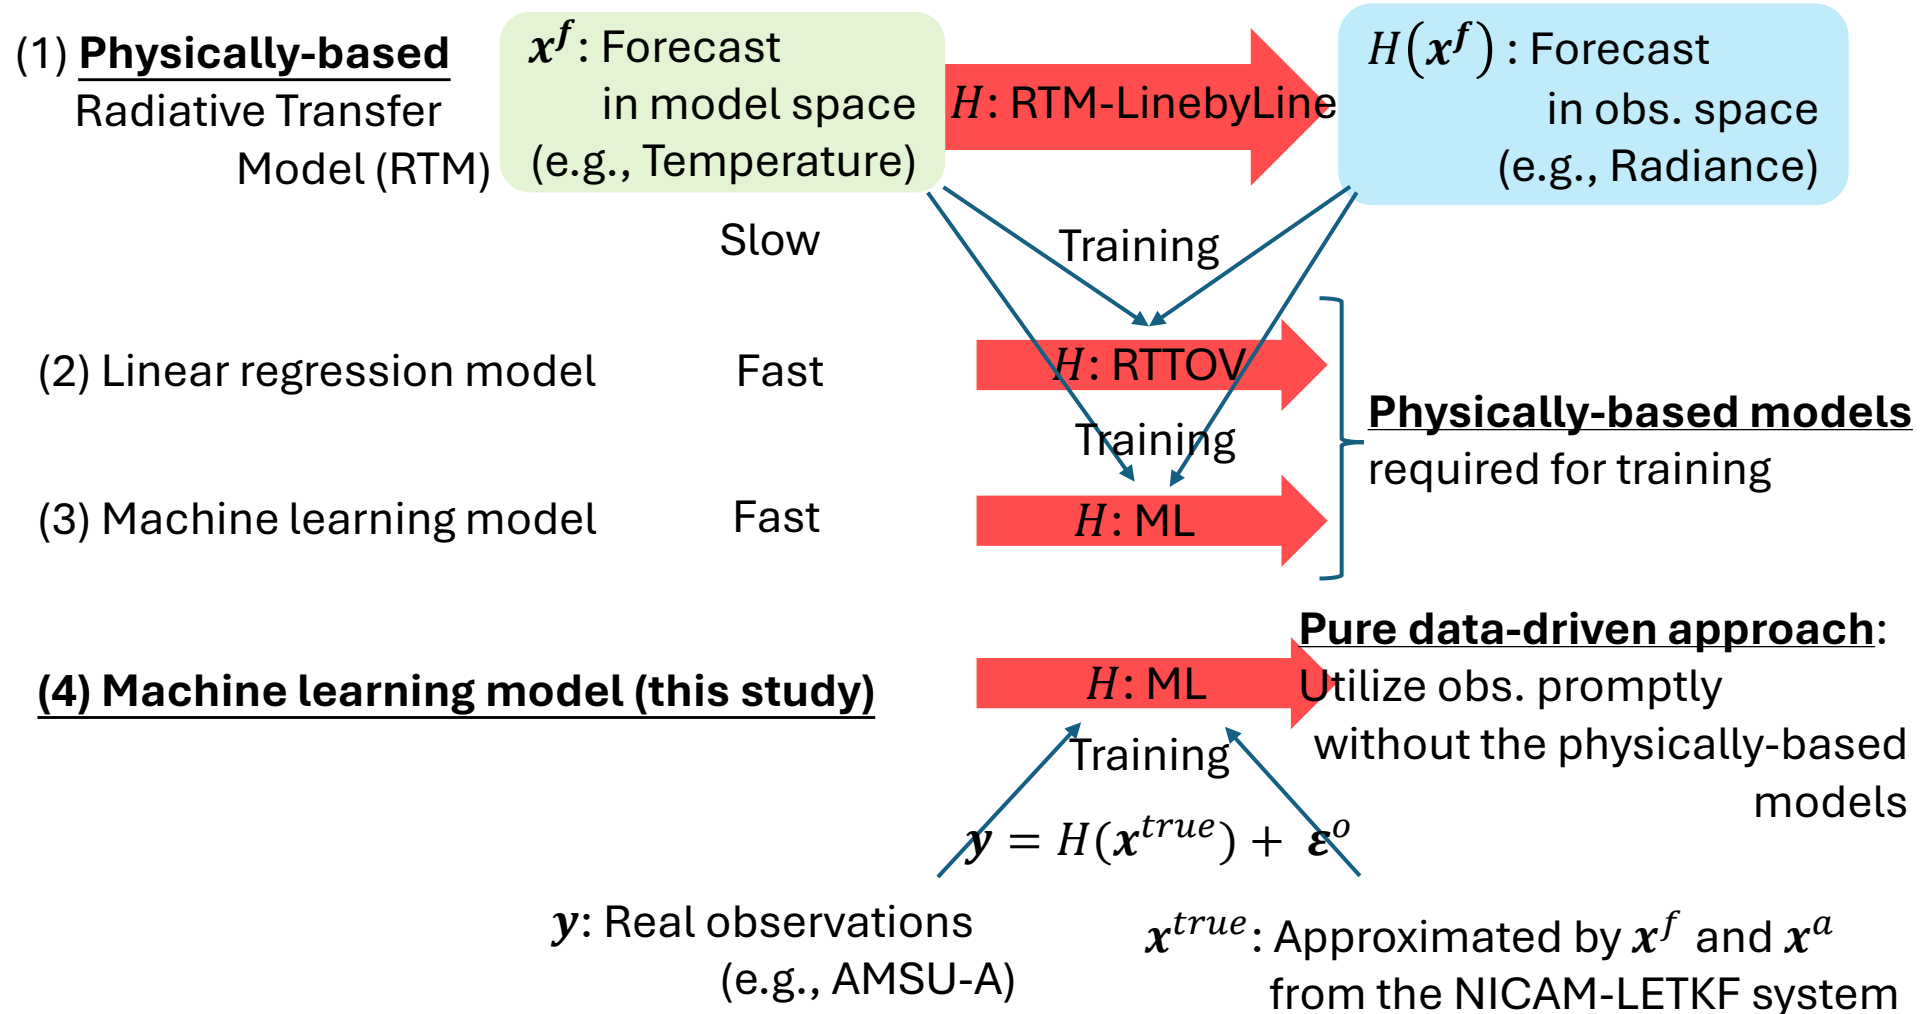 (1) Physically-based
Radiative Transfer
Model (RTM)
x^f: Forecast
in model space
(e.g., Temperature)
H: RTM-LinebyLine
H(x^f) : Forecast
in obs. space
(e.g., Radiance)
Slow
Training
(2) Linear regression model
Fast
H: RTTOV
Training
Physically-based models
required for training
(3) Machine learning model
Fast
H: ML
(4) Machine learning model (this study)
H: ML
Pure data-driven approach:
Utilize obs. promptly
without the physically-based
models
Training
y = H(x^true) + ε^o
y: Real observations
(e.g., AMSU-A)
x^true: Approximated by x^f and x^a
from the NICAM-LETKF system